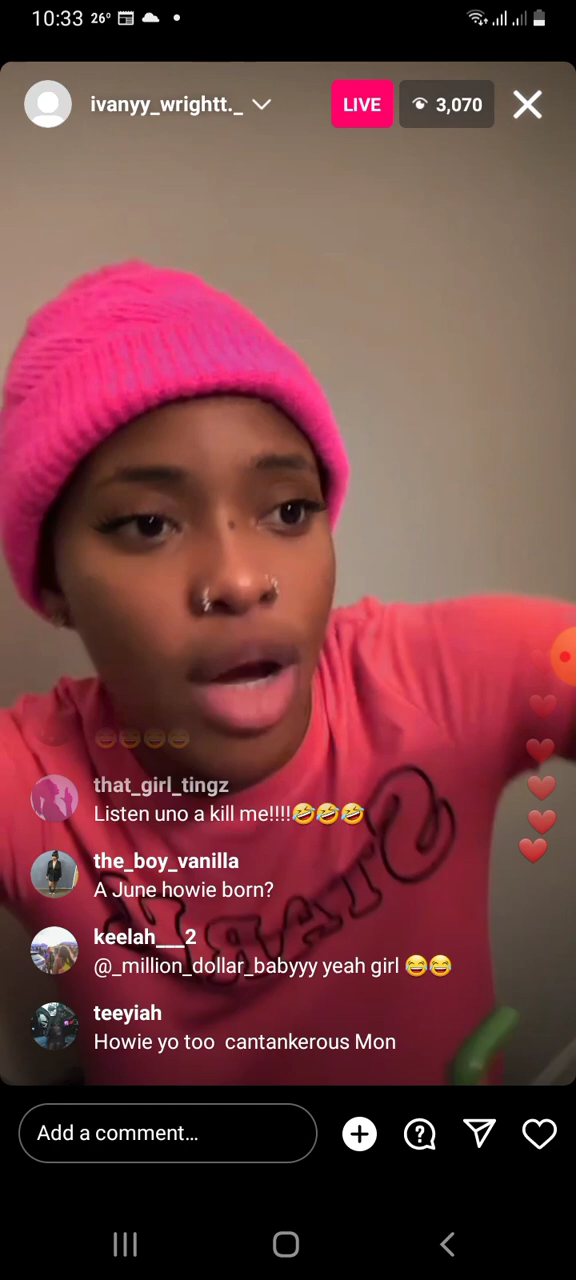 10:33 26°
ivanyy_wrightt._ LIVE 3,070
😂😂😂😂
that_girl_tingz
Listen uno a kill me!!!!🤣🤣🤣
the_boy_vanilla
A June howie born?
keelah___2
@_million_dollar_babyyy yeah girl 😂😂
teeyiah
Howie yo too  cantankerous Mon
Add a comment…